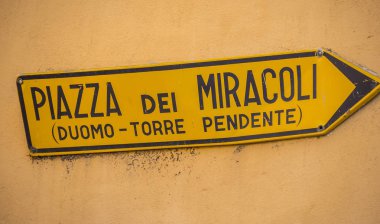 PIAZZA DEI MIRACOLI
(DUOMO - TORRE PENDENTE)